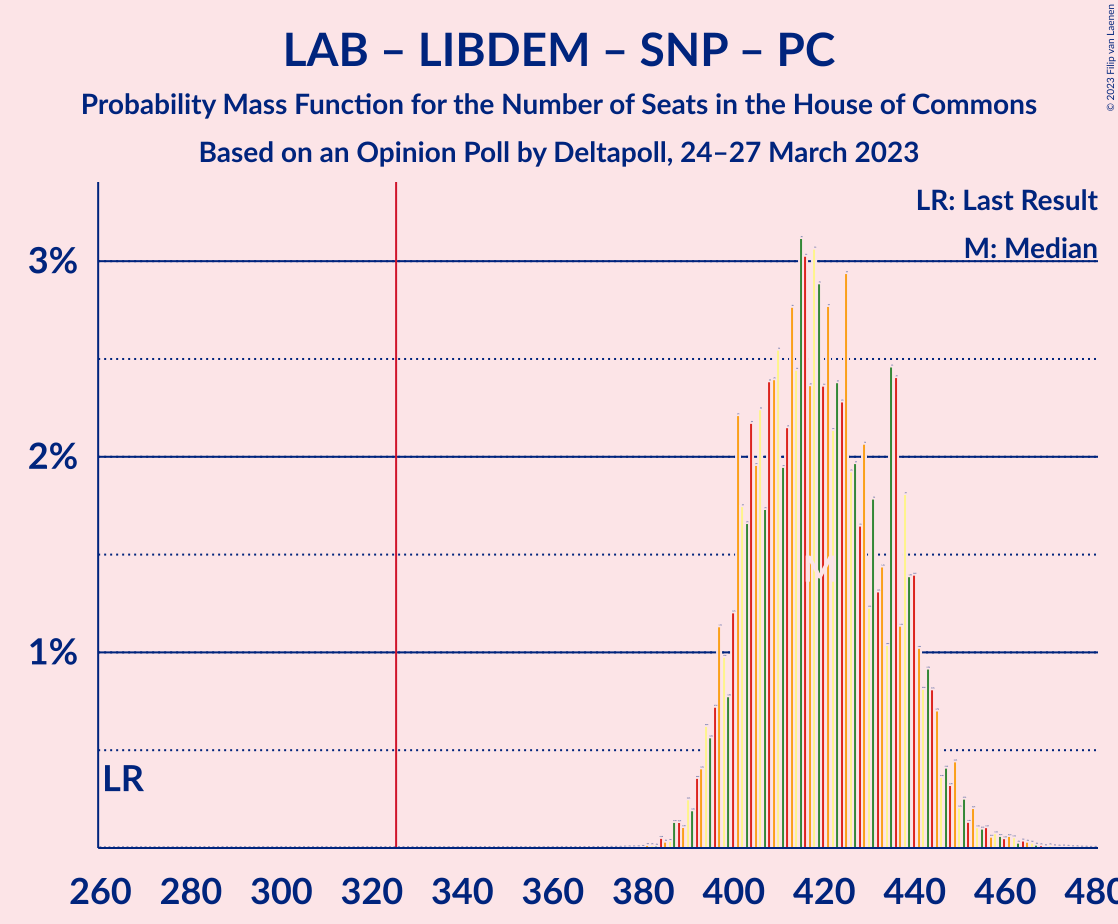 LAB – LIBDEM – SNP – PC
Probability Mass Function for the Number of Seats in the House of Commons
Based on an Opinion Poll by Deltapoll, 24–27 March 2023
© 2023 Filip van Laenen
LR: Last Result
M: Median
3%
2%
1%
M
LR
260 280 300 320 340 360 380 400 420 440 460 480